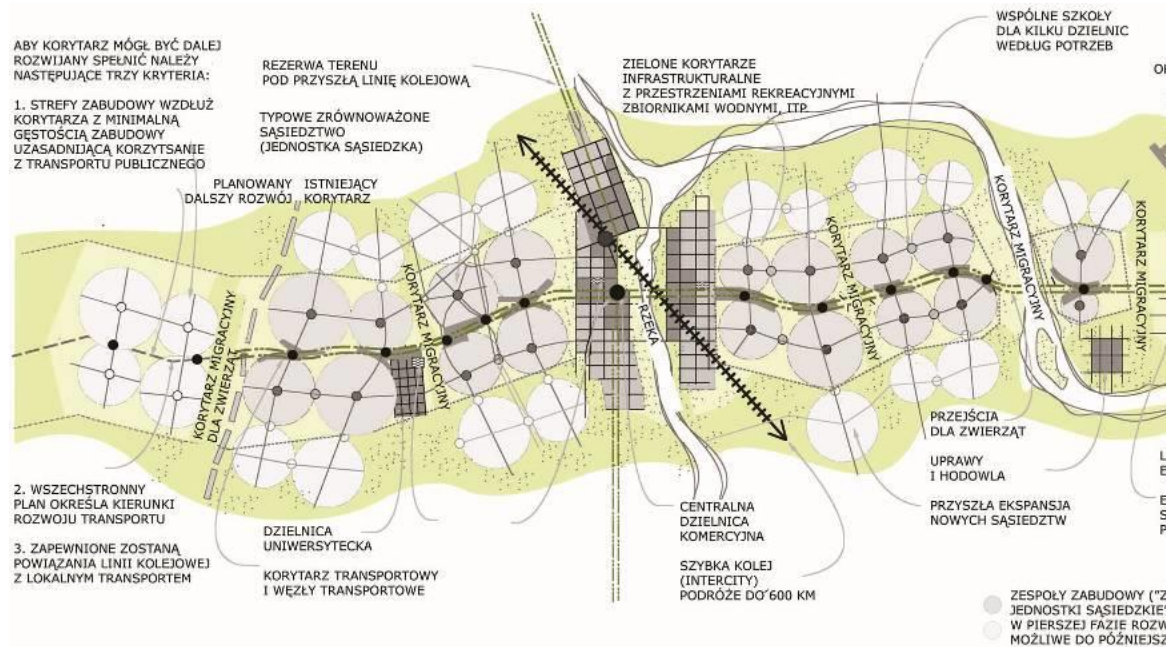 ABY KORYTARZ MÓGŁ BYĆ DALEJ
ROZWIJANY SPEŁNIĆ NALEŻY
NASTĘPUJĄCE TRZY KRYTERIA:
1. STREFY ZABUDOWY WZDŁUŻ
KORYTARZA Z MINIMALNĄ
GĘSTOŚCIĄ ZABUDOWY
UZASADNIAJĄCĄ KORZYTSANIE
Z TRANSPORTU PUBLICZNEGO
REZERWA TERENU
POD PRZYSZŁĄ LINIĘ KOLEJOWĄ
TYPOWE ZRÓWNOWAŻONE
SĄSIEDZTWO
(JEDNOSTKA SĄSIEDZKA)
PLANOWANY
DALSZY ROZWÓJ
ISTNIEJĄCY
KORYTARZ
ZIELONE KORYTARZE
INFRASTRUKTURALNE
Z PRZESTRZENIAMI REKREACYJNYMI
ZBIORNIKAMI WODNYMI, ITP.
WSPÓLNE SZKOŁY
DLA KILKU DZIELNIC
WEDŁUG POTRZEB
KORYTARZ MIGRACYJNY
DLA ZWIERZĄT
KORYTARZ MIGRACYJNY
RZEKA
KORYTARZ MIGRACYJNY
KORYTARZ MIGRACYJNY
KORYTARZ MIGRACYJNY
2. WSZECHSTRONNY
PLAN OKREŚLA KIERUNKI
ROZWOJU TRANSPORTU
3. ZAPEWNIONE ZOSTANĄ
POWIĄZANIA LINII KOLEJOWEJ
Z LOKALNYM TRANSPORTEM
DZIELNICA
UNIWERSYTECKA
KORYTARZ TRANSPORTOWY
I WĘZŁY TRANSPORTOWE
CENTRALNA
DZIELNICA
KOMERCYJNA
SZYBKA KOLEJ
(INTERCITY)
PODRÓŻE DO 600 KM
PRZEJŚCIA
DLA ZWIERZĄT
UPRAWY
I HODOWLA
PRZYSZŁA EKSPANSJA
NOWYCH SĄSIEDZTW
ZESPOŁY ZABUDOWY ("Z
JEDNOSTKI SĄSIEDZKIE"
W PIERSZEJ FAZIE ROZW
MOŻLIWE DO PÓŹNIEJSZ